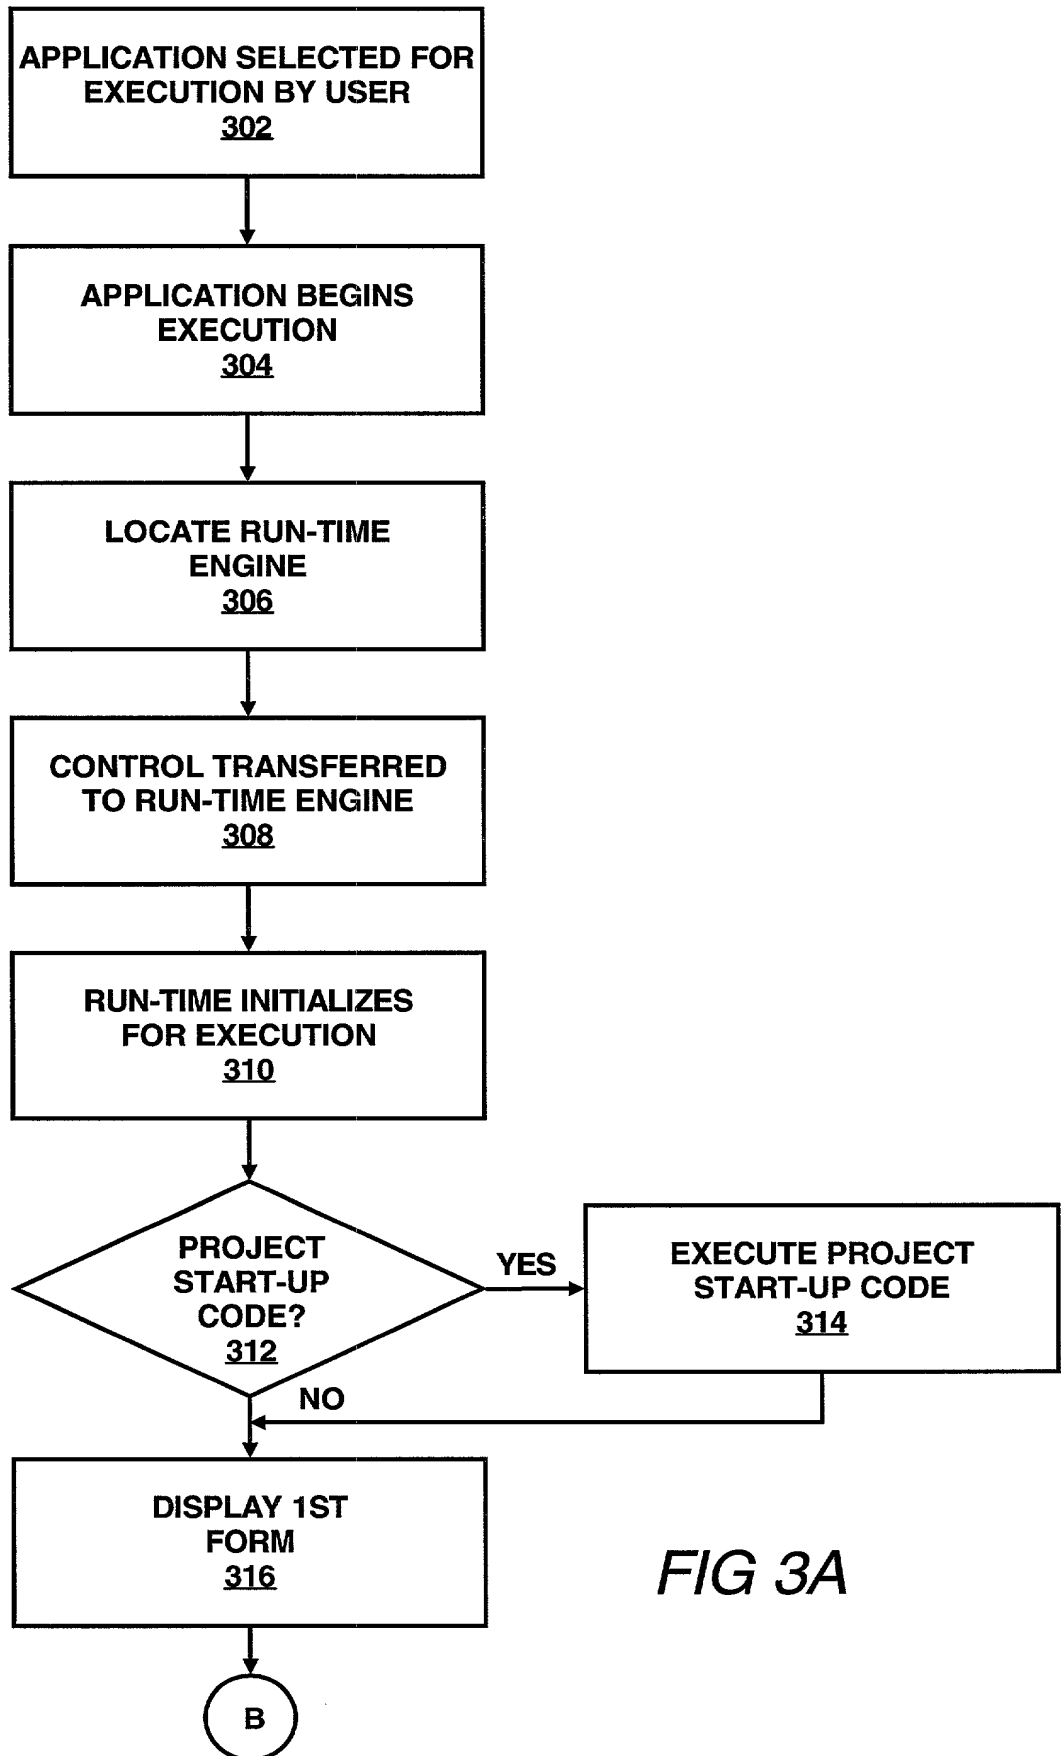 APPLICATION SELECTED FOR
EXECUTION BY USER
302
APPLICATION BEGINS
EXECUTION
304
LOCATE RUN-TIME
ENGINE
306
CONTROL TRANSFERRED
TO RUN-TIME ENGINE
308
RUN-TIME INITIALIZES
FOR EXECUTION
310
PROJECT
START-UP
CODE?
312
YES
EXECUTE PROJECT
START-UP CODE
314
NO
DISPLAY 1ST
FORM
316
FIG 3A
B